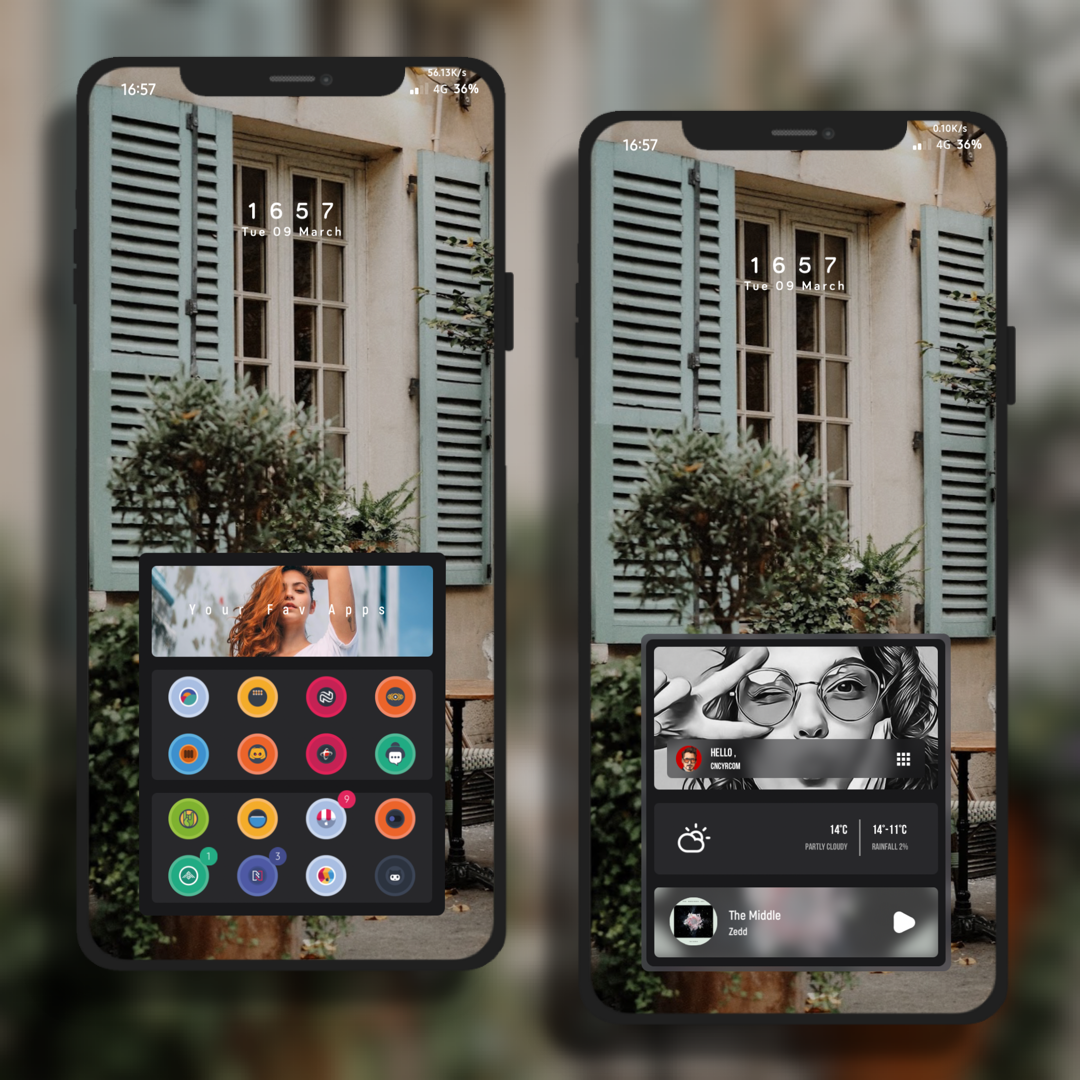 56.13K/s
16:57
4G 36%
1 6 5 7
Tue 09 March
Your Fav Apps
9
1
3
0.10K/s
16:57
4G 36%
1 6 5 7
Tue 09 March
HELLO ,
CNCYRCOM
14°C
14°-11°C
PARTLY CLOUDY
RAINFALL 2%
The Middle
Zedd